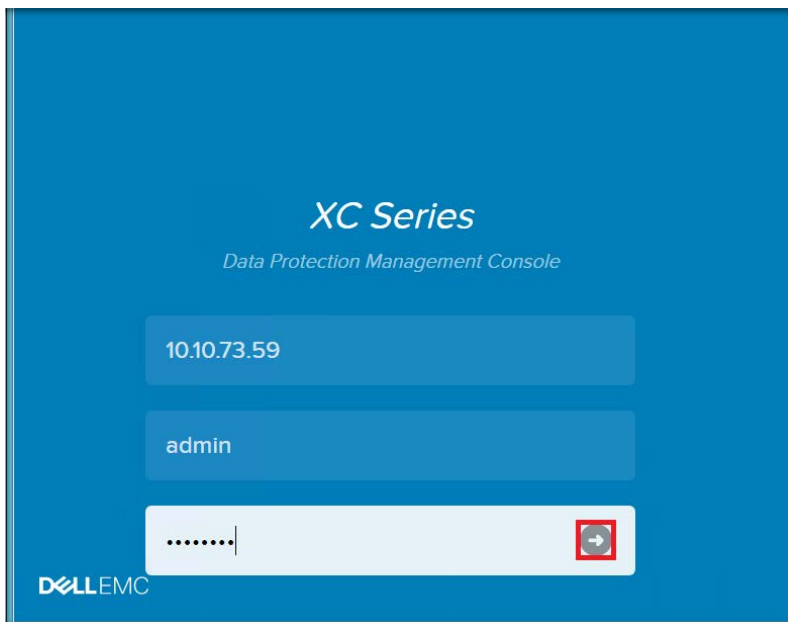 XC Series
Data Protection Management Console
10.10.73.59
admin
••••••••
DELLEMC